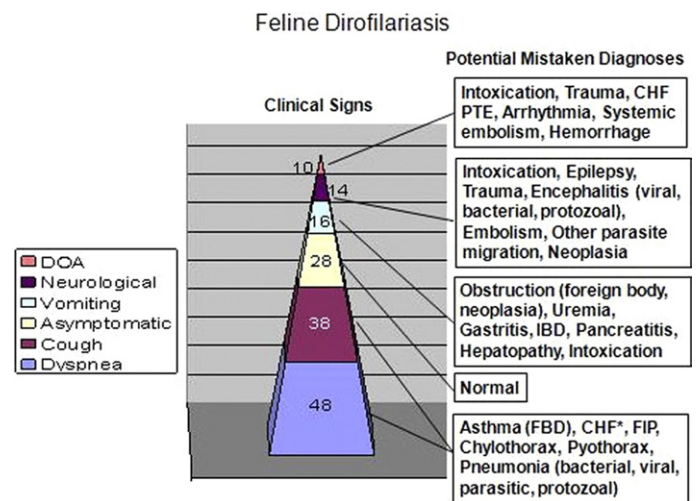 Feline Dirofilariasis
Potential Mistaken Diagnoses
Clinical Signs
Intoxication, Trauma, CHF
PTE, Arrhythmia, Systemic
embolism, Hemorrhage
10
14
16
28
38
48
Intoxication, Epilepsy,
Trauma, Encephalitis (viral,
bacterial, protozoal),
Embolism, Other parasite
migration, Neoplasia
DOA
Neurological
Vomiting
Asymptomatic
Cough
Dyspnea
Obstruction (foreign body,
neoplasia), Uremia,
Gastritis, IBD, Pancreatitis,
Hepatopathy, Intoxication
Normal
Asthma (FBD), CHF*, FIP,
Chylothorax, Pyothorax,
Pneumonia (bacterial, viral,
parasitic, protozoal)